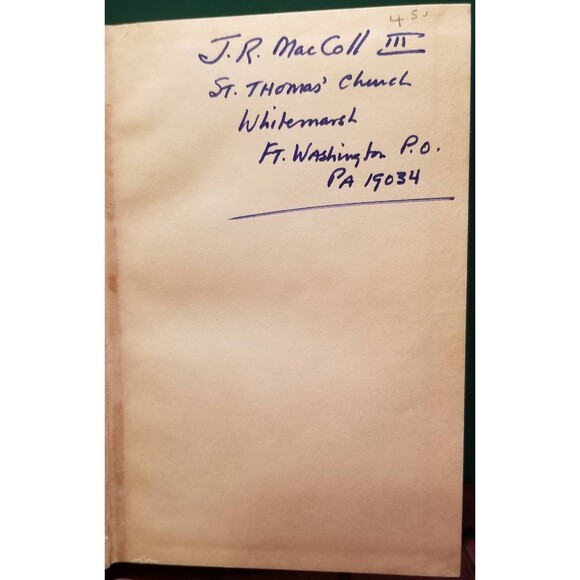 45.
J.R. MacColl III
St. Thomas' Church
Whitemarsh
Ft. Washington P.O.
PA 19034